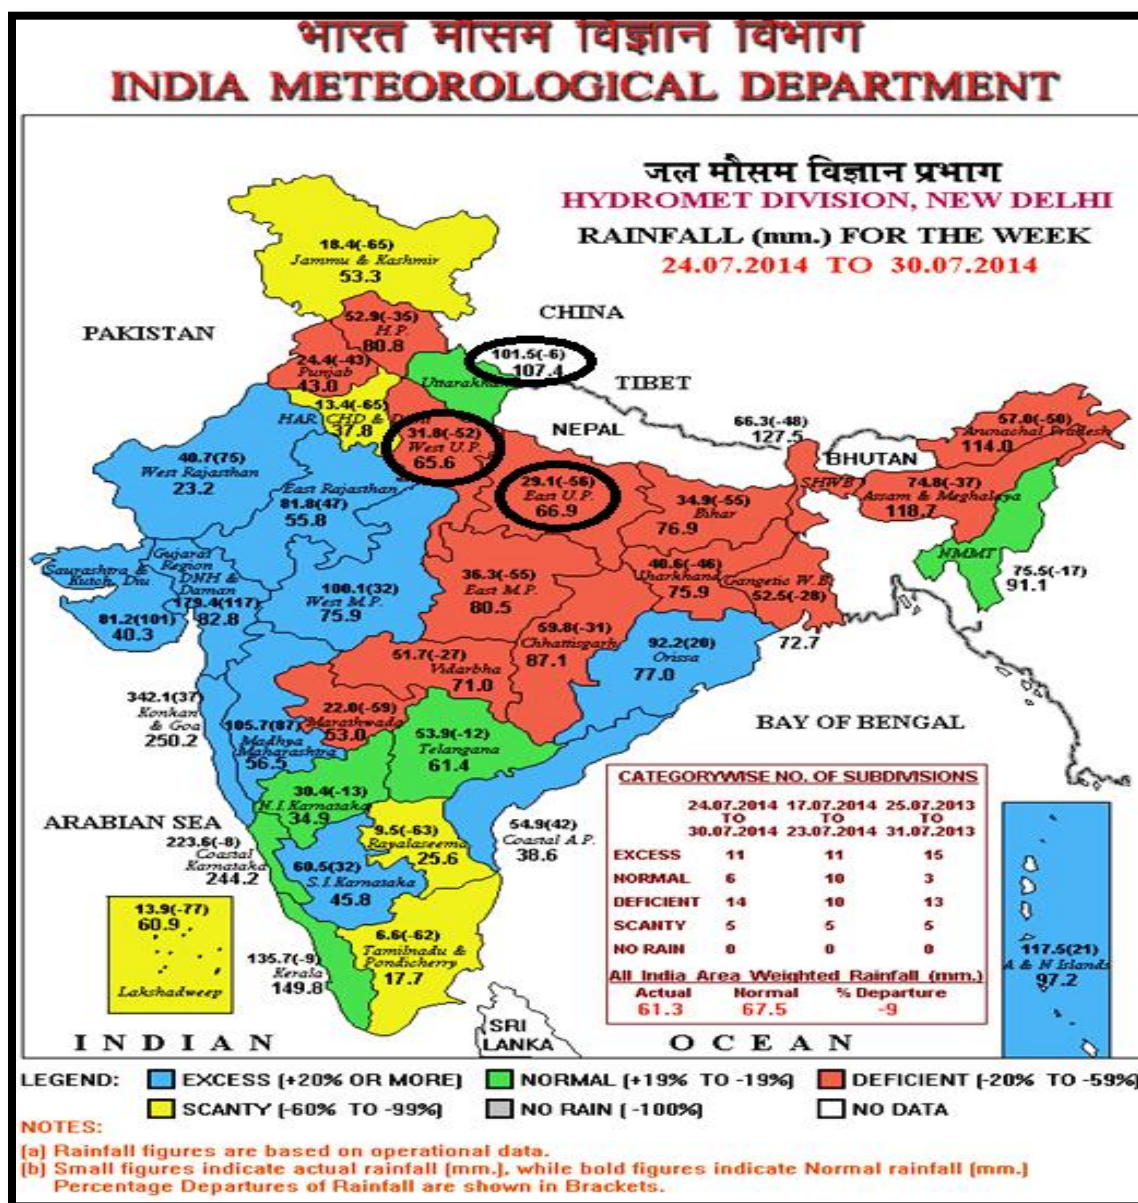 भारत मौसम विज्ञान विभाग
INDIA METEOROLOGICAL DEPARTMENT
जल मौसम विज्ञान प्रभाग
HYDROMET DIVISION, NEW DELHI
RAINFALL (mm.) FOR THE WEEK
24.07.2014 TO 30.07.2014
18.4(-65)
Jammu & Kashmir
53.3
CHINA
PAKISTAN
52.9(-35)
H.P.
80.8
24.4(-43)
Punjab
43.0
101.5(-6)
107.4
Uttarakhand
TIBET
13.4(-65)
HAR CHD & Delhi
37.8
31.8(-52)
West U.P.
65.6
NEPAL
66.3(-48)
127.5
57.0(-50)
Arunachal Pradesh
114.0
BHUTAN
40.7(75)
West Rajasthan
23.2
East Rajasthan
81.8(47)
55.8
29.1(-56)
East U.P.
66.9
34.9(-55)
Bihar
76.9
SHWB
74.8(-37)
Assam & Meghalaya
118.7
NMMT
75.5(-17)
91.1
Saurashtra &
Kutch, Diu
81.2(101)
40.3
Gujarat
Region
DNH &
Daman
179.4(117)
82.8
100.1(32)
West M.P.
75.9
36.3(-55)
East M.P.
80.5
40.6(-46)
Jharkhand
75.9
Gangetic W.B.
52.5(-28)
72.7
59.8(-31)
Chhattisgarh
87.1
92.2(20)
Orissa
77.0
51.7(-27)
Vidarbha
71.0
342.1(37)
Konkan
& Goa
250.2
105.7(87)
Madhya
Maharashtra
56.5
22.0(-59)
Marathwada
53.0
53.9(-12)
Telangana
61.4
BAY OF BENGAL
30.4(-13)
N.I.Karnataka
34.9
ARABIAN SEA
223.6(-8)
Coastal
Karnataka
244.2
9.5(-63)
Rayalaseema
25.6
54.9(42)
Coastal A.P.
38.6
60.5(32)
S.I.Karnataka
45.8
13.9(-77)
60.9
Lakshadweep
135.7(-9)
Kerala
149.8
6.6(-62)
Tamilnadu &
Pondicherry
17.7
117.5(21)
A & N Islands
97.2
CATEGORYWISE NO. OF SUBDIVISIONS
24.07.2014 17.07.2014 25.07.2013
TO TO TO
30.07.2014 23.07.2014 31.07.2013
EXCESS 11 11 15
NORMAL 6 10 3
DEFICIENT 14 10 13
SCANTY 5 5 5
NO RAIN 0 0 0
All India Area Weighted Rainfall (mm.)
Actual Normal % Departure
61.3 67.5 -9
SRI
LANKA
INDIAN OCEAN
LEGEND: EXCESS (+20% OR MORE) NORMAL (+19% TO -19%) DEFICIENT (-20% TO -59%)
SCANTY (-60% TO -99%) NO RAIN (-100%) NO DATA
NOTES:
(a) Rainfall figures are based on operational data.
(b) Small figures indicate actual rainfall (mm.), while bold figures indicate Normal rainfall (mm.)
Percentage Departures of Rainfall are shown in Brackets.